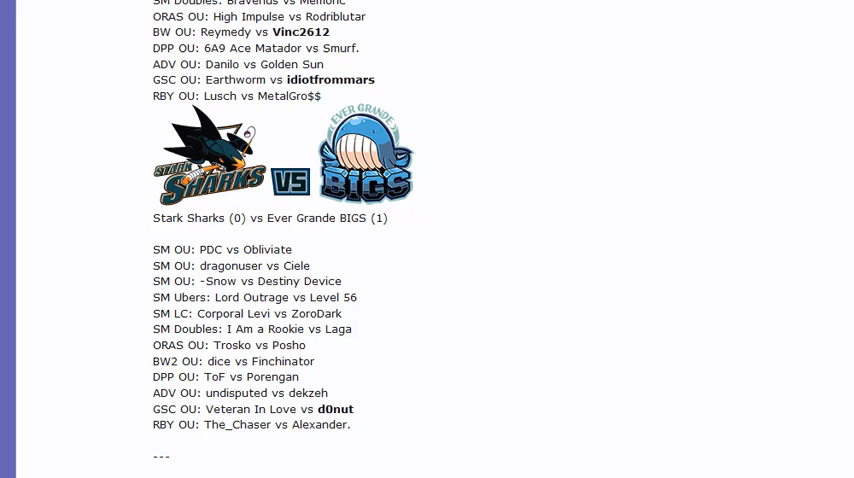 SM Doubles: Bravehus vs Memoric
ORAS OU: High Impulse vs Rodriblutar
BW OU: Reymedy vs Vinc2612
DPP OU: 6A9 Ace Matador vs Smurf.
ADV OU: Danilo vs Golden Sun
GSC OU: Earthworm vs idiotfrommars
RBY OU: Lusch vs MetalGro$$
STARK SHARKS
VS
EVER GRANDE
BIGS
Stark Sharks (0) vs Ever Grande BIGS (1)
SM OU: PDC vs Obliviate
SM OU: dragonuser vs Ciele
SM OU: -Snow vs Destiny Device
SM Ubers: Lord Outrage vs Level 56
SM LC: Corporal Levi vs ZoroDark
SM Doubles: I Am a Rookie vs Laga
ORAS OU: Trosko vs Posho
BW2 OU: dice vs Finchinator
DPP OU: ToF vs Porengan
ADV OU: undisputed vs dekzeh
GSC OU: Veteran In Love vs d0nut
RBY OU: The_Chaser vs Alexander.
---